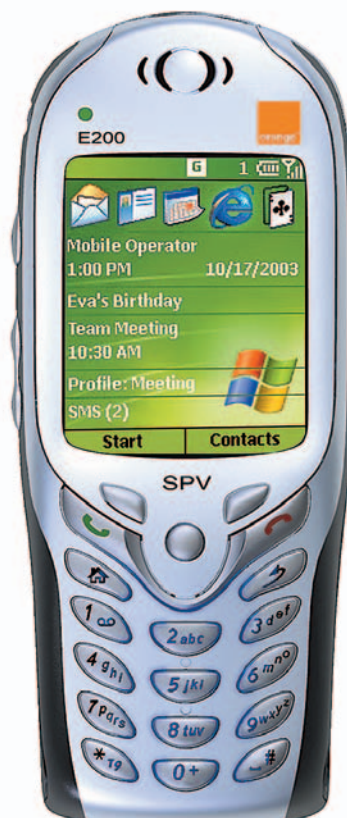 E200
orange
G 1
Mobile Operator
1:00 PM 10/17/2003
Eva's Birthday
Team Meeting
10:30 AM
Profile: Meeting
SMS (2)
Start Contacts
SPV
1 2abc 3def
4ghi 5jkl 6mno
7pqrs 8tuv 9wxyz
*T9 0+ #